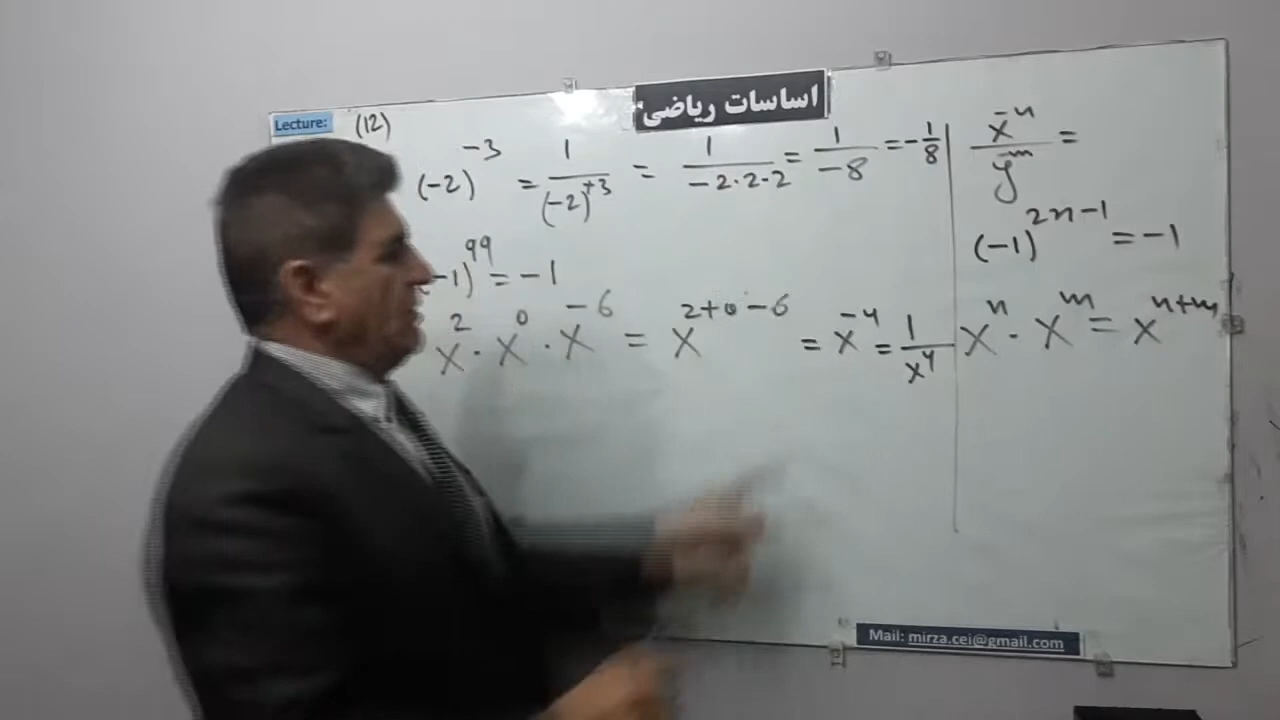 اساسات ریاضی
Lecture: (12)
(-2)^-3 = 1/(-2)^+3 = 1/-2·2·2 = 1/-8 = -1/8
-1)^99 = -1
x^2 · x^0 · x^-6 = x^2+0-6 = x^-4 = 1/x^4
x^-n/y^-m =
(-1)^2n-1 = -1
x^n · x^m = x^n+m
Mail: mirza.cei@gmail.com